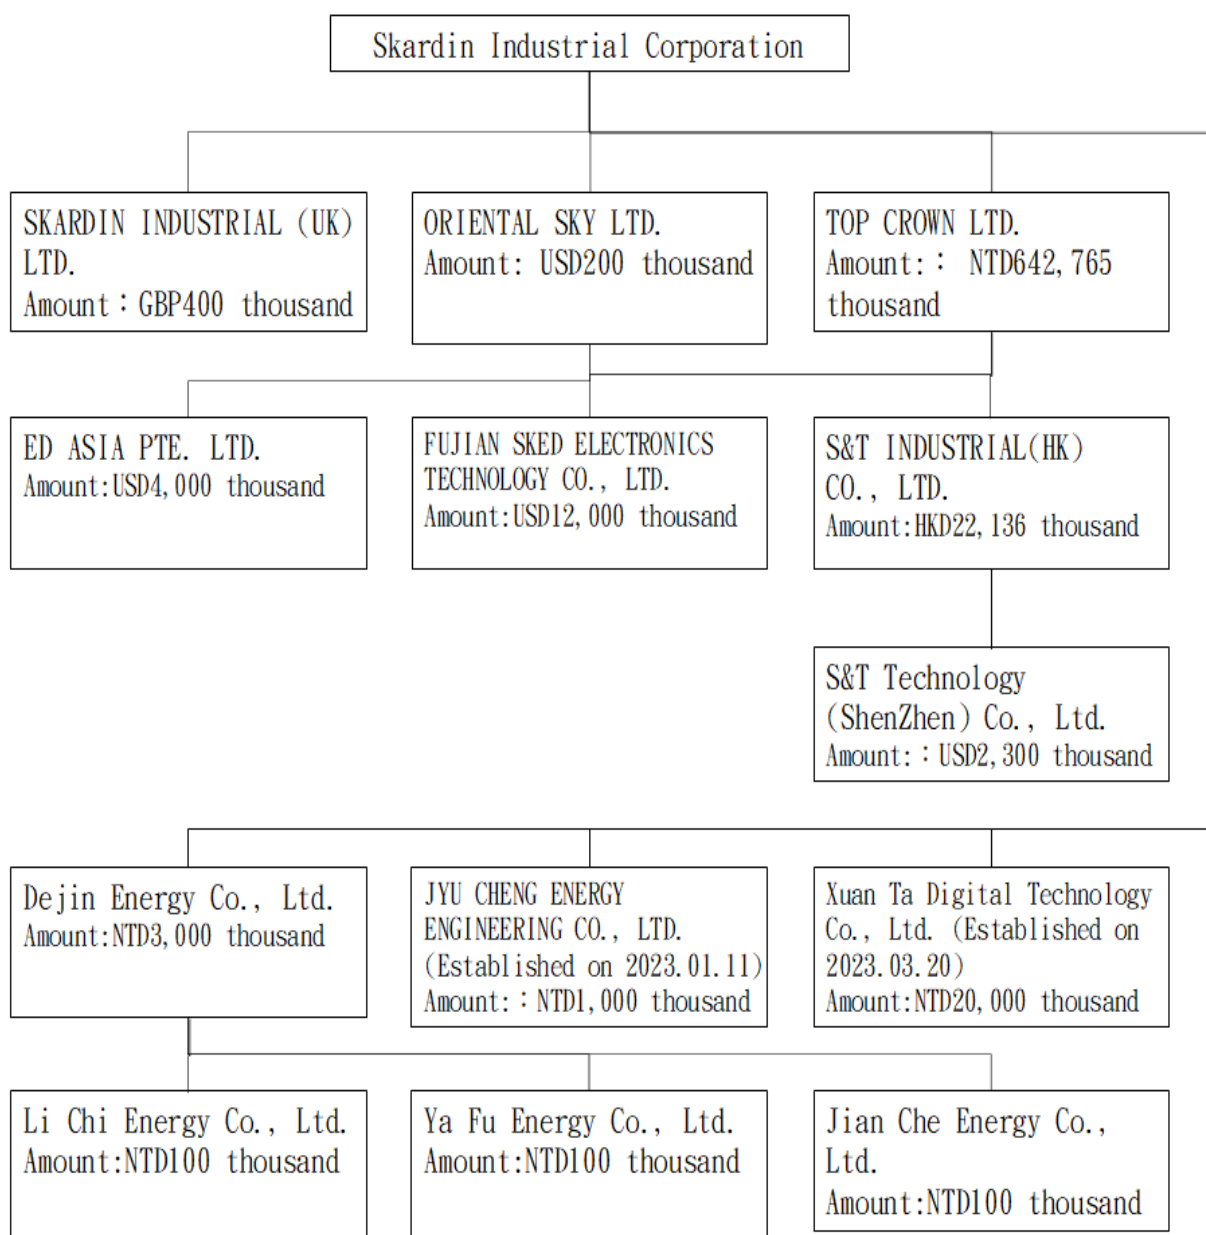 Skardin Industrial Corporation
SKARDIN INDUSTRIAL (UK)
LTD.
Amount：GBP400 thousand
ORIENTAL SKY LTD.
Amount: USD200 thousand
TOP CROWN LTD.
Amount:： NTD642,765
thousand
ED ASIA PTE. LTD.
Amount:USD4,000 thousand
FUJIAN SKED ELECTRONICS
TECHNOLOGY CO., LTD.
Amount:USD12,000 thousand
S&T INDUSTRIAL(HK)
CO., LTD.
Amount:HKD22,136 thousand
S&T Technology
(ShenZhen) Co., Ltd.
Amount:：USD2,300 thousand
Dejin Energy Co., Ltd.
Amount:NTD3,000 thousand
JYU CHENG ENERGY
ENGINEERING CO., LTD.
(Established on 2023.01.11)
Amount:：NTD1,000 thousand
Xuan Ta Digital Technology
Co., Ltd. (Established on
2023.03.20)
Amount:NTD20,000 thousand
Li Chi Energy Co., Ltd.
Amount:NTD100 thousand
Ya Fu Energy Co., Ltd.
Amount:NTD100 thousand
Jian Che Energy Co.,
Ltd.
Amount:NTD100 thousand